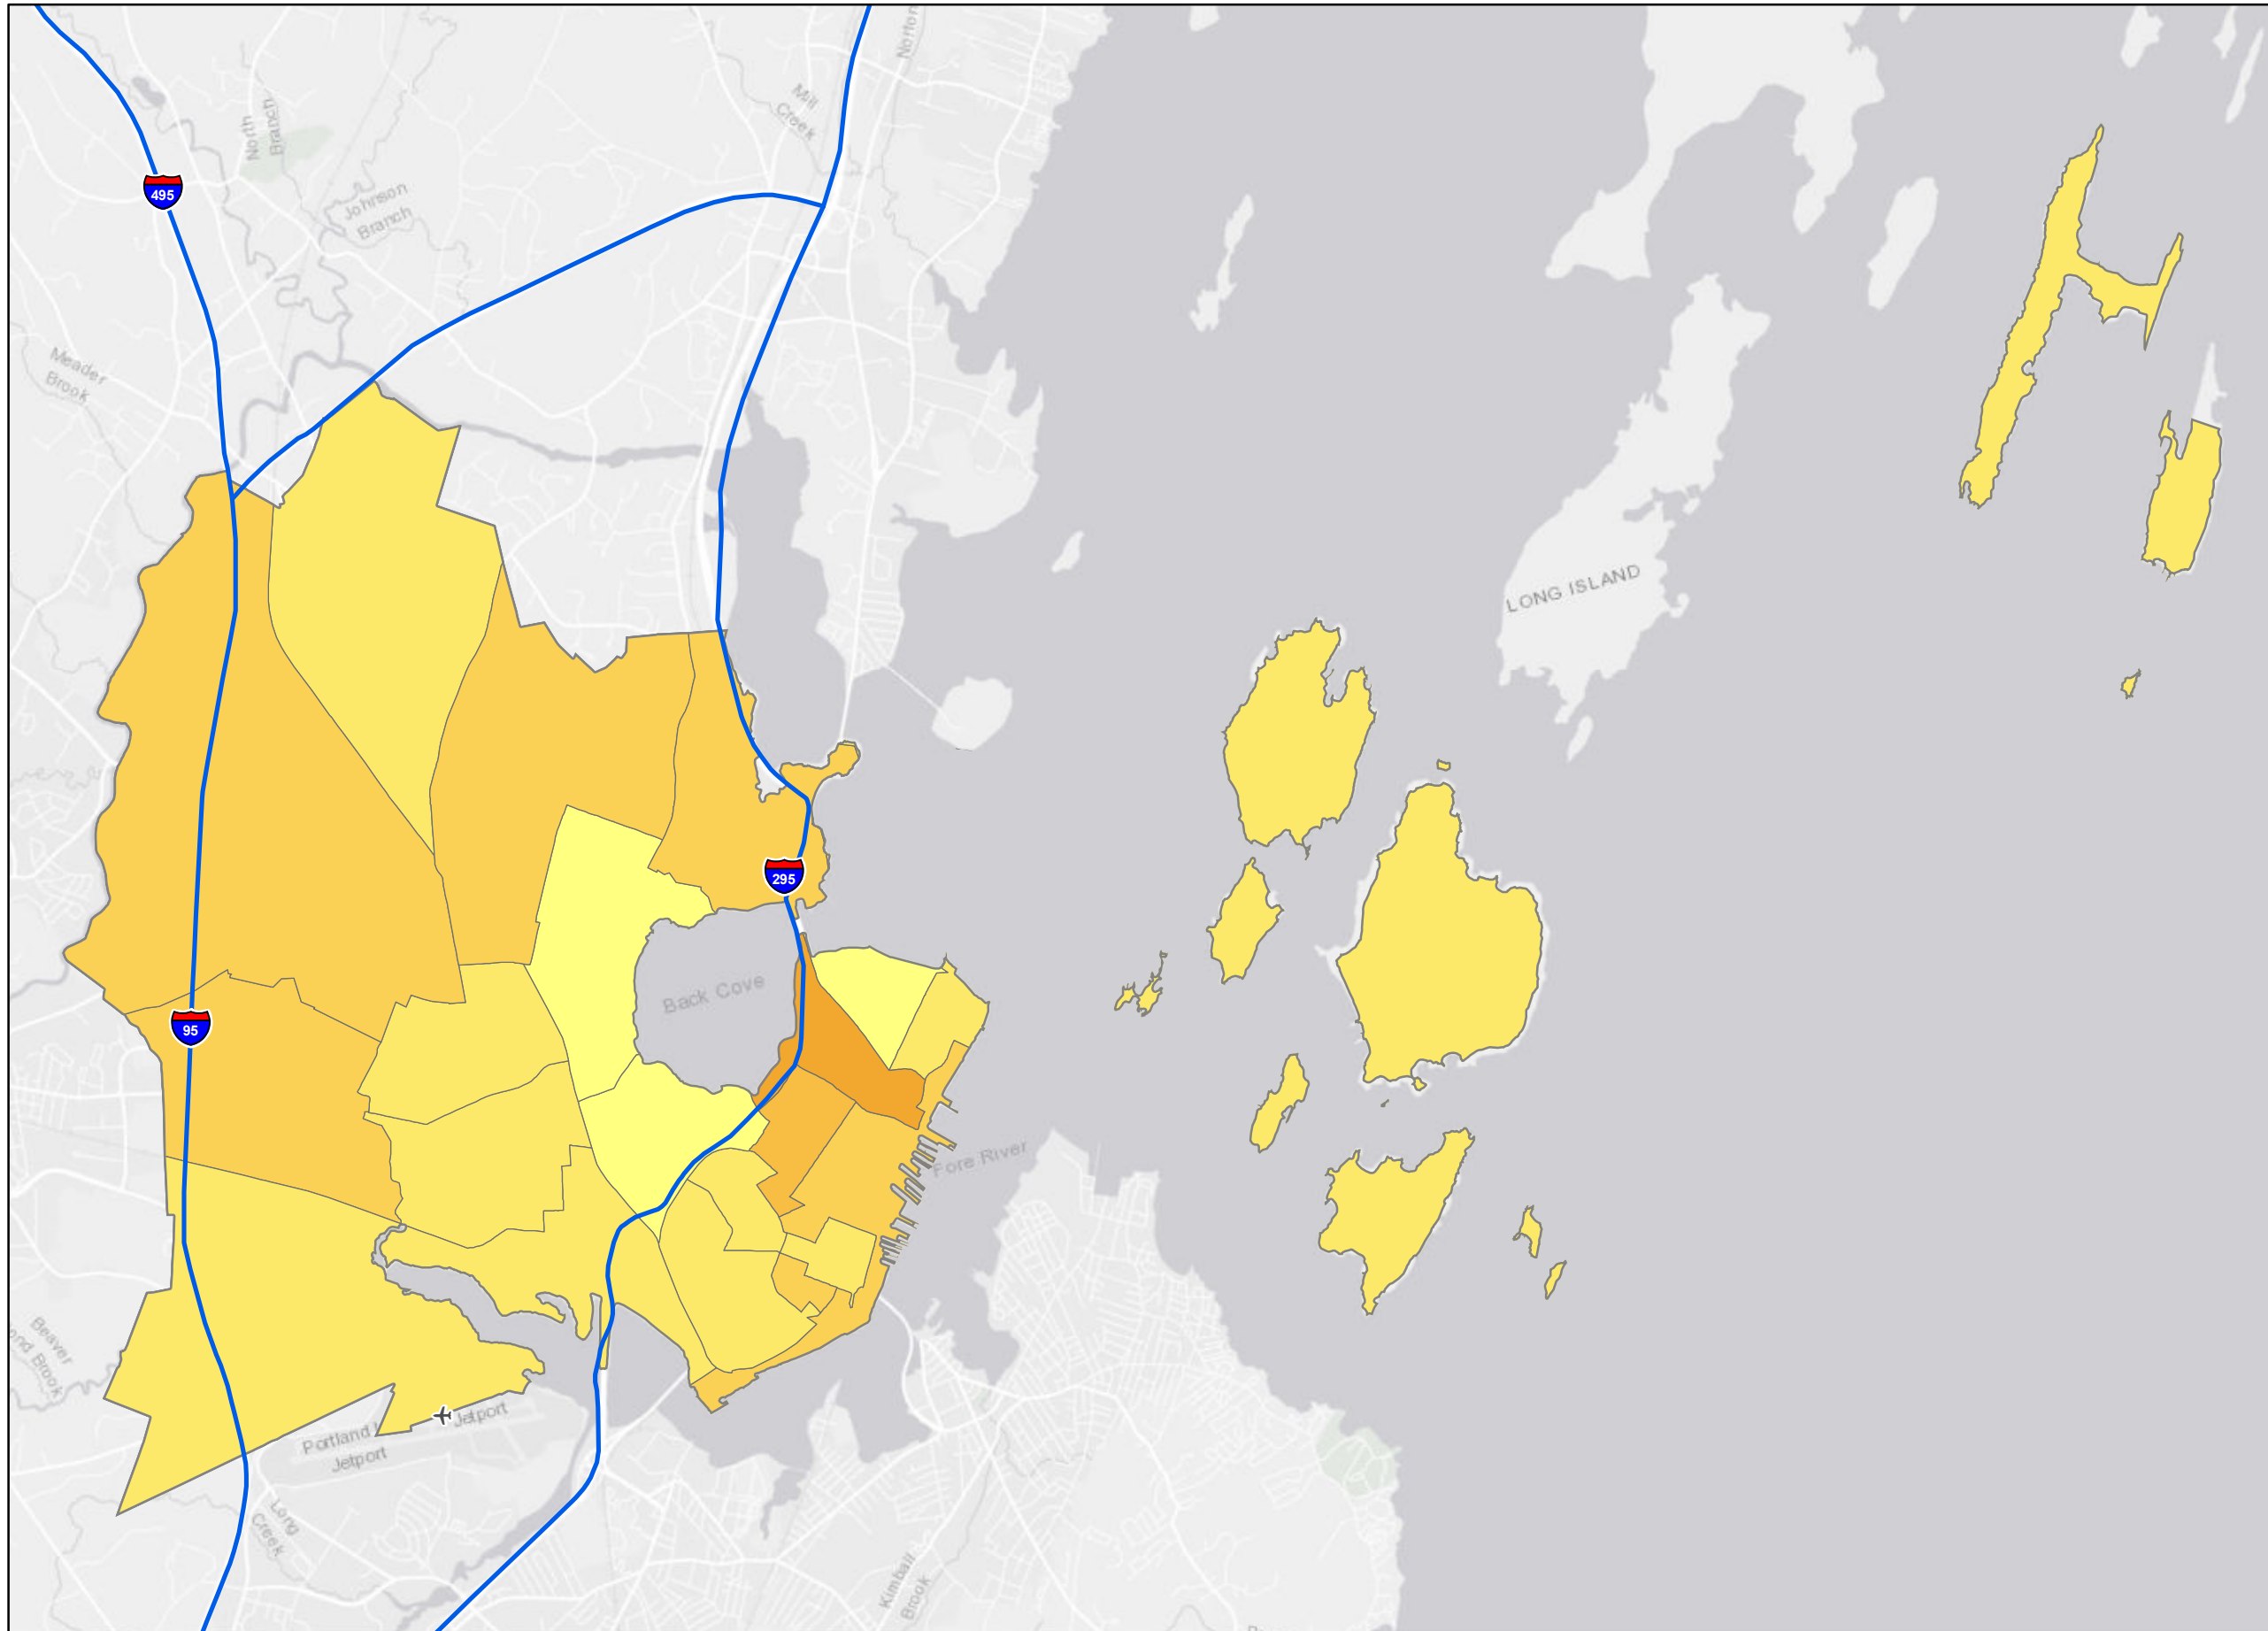 Norton
Mill
Creek
North
Branch
495
Johnson
Branch
Meader
Brook
LONG ISLAND
295
Back Cove
95
Fore River
Beaver
ond Brook
Portland I
Jetport
Jetport
Long
Creek
Kimball
Brook